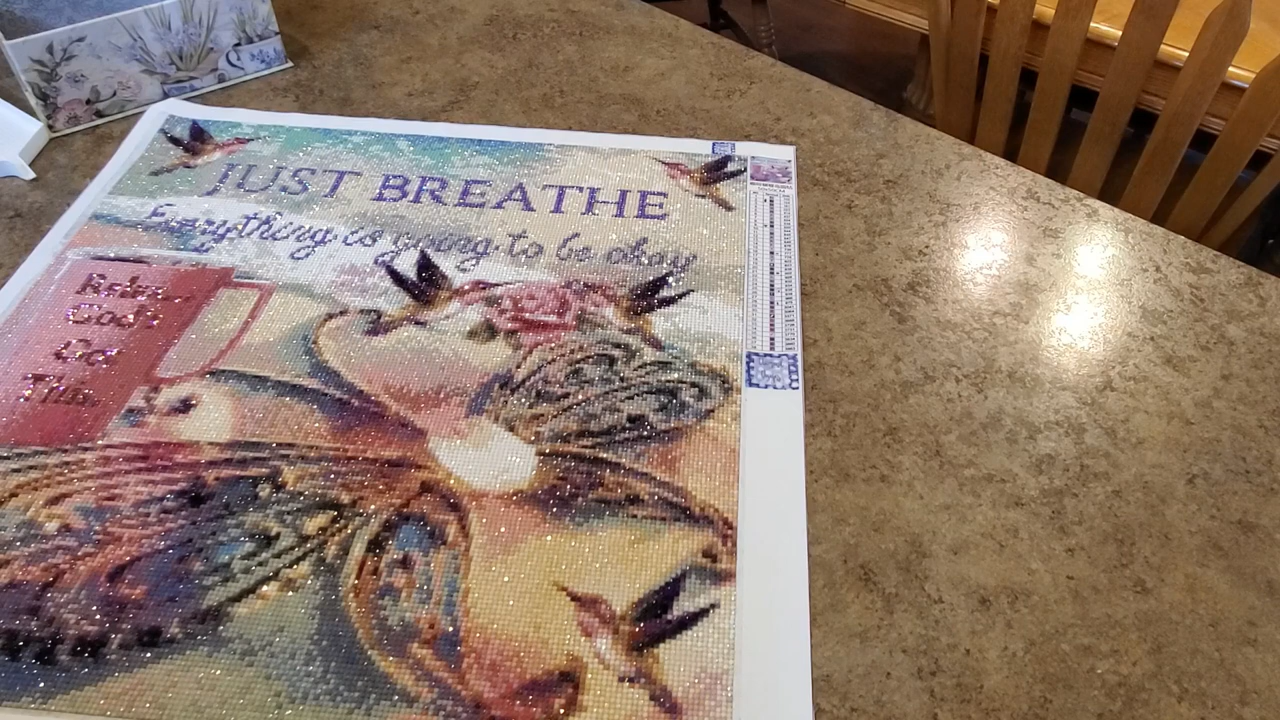 JUST BREATHE
Everything is going to be okay
Relax..
God's
Got
This.